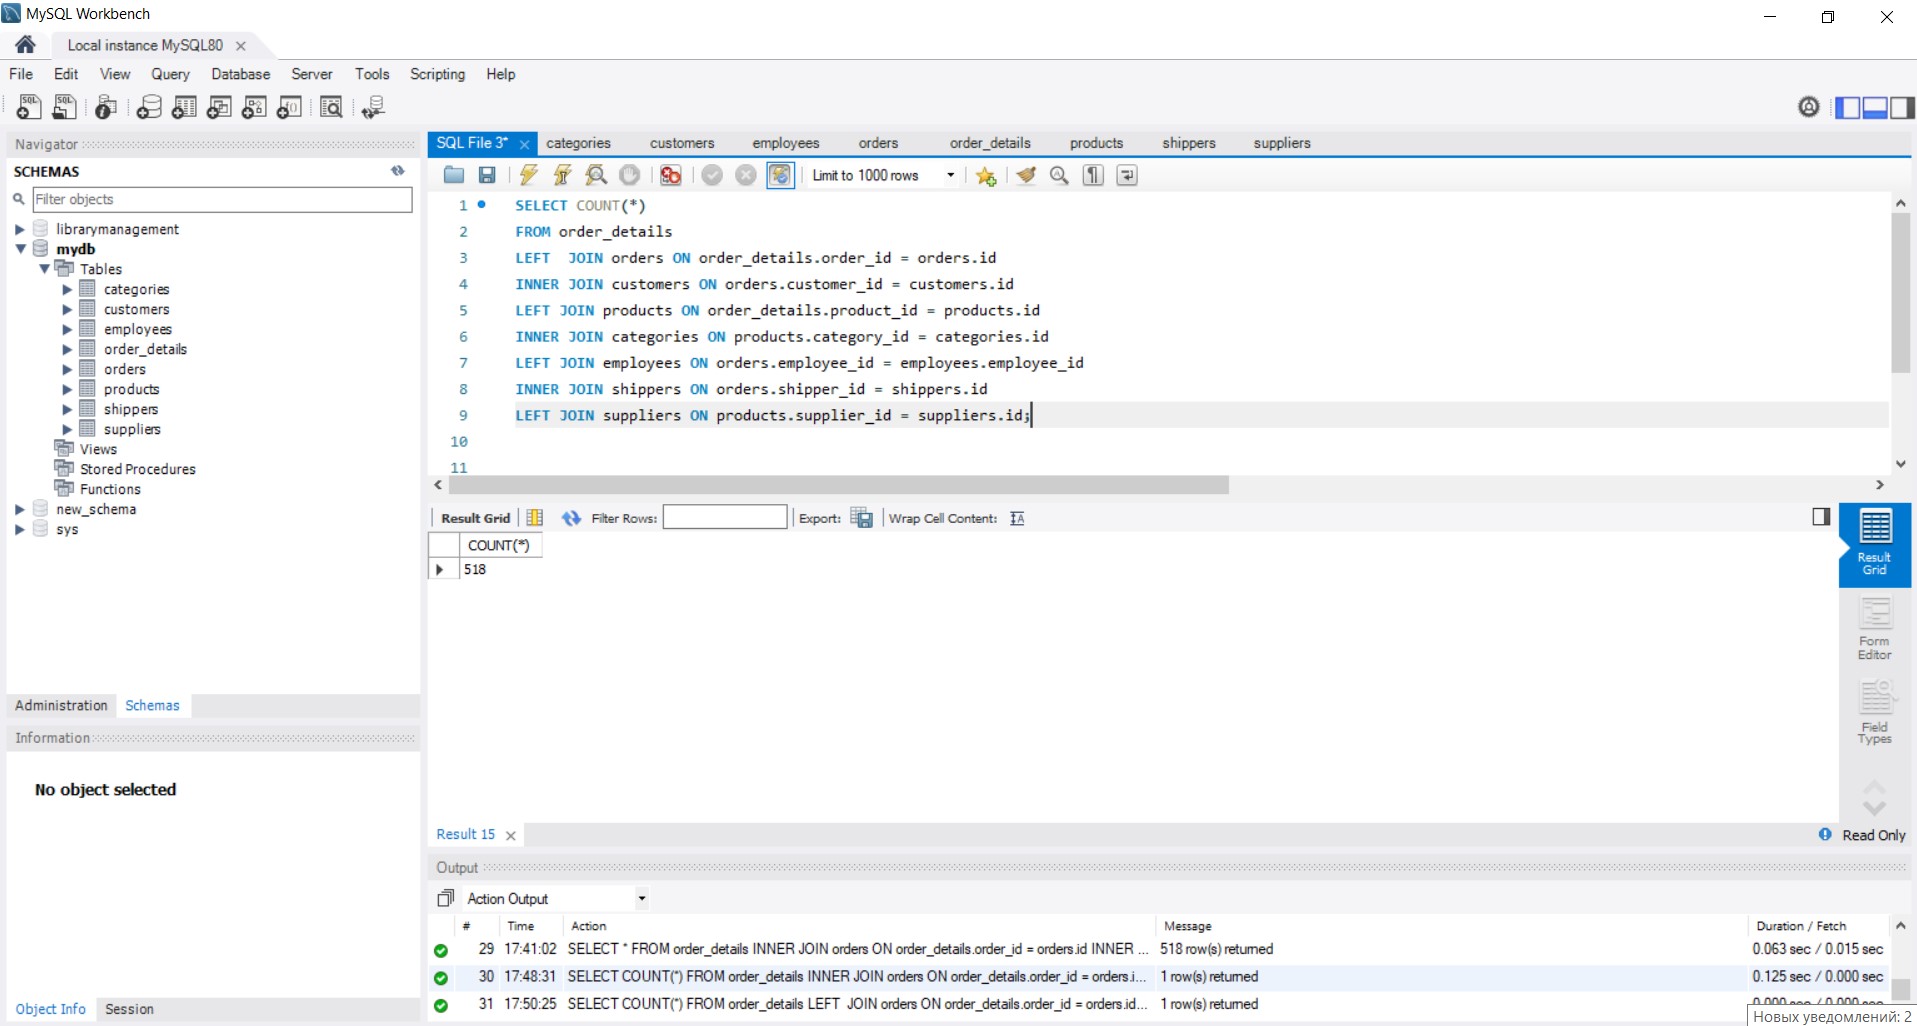 MySQL Workbench
Local instance MySQL80
File Edit View Query Database Server Tools Scripting Help
Navigator
SCHEMAS
Filter objects
librarymanagement
mydb
Tables
categories
customers
employees
order_details
orders
products
shippers
suppliers
Views
Stored Procedures
Functions
new_schema
sys
Administration Schemas
Information
No object selected
Object Info Session
SQL File 3* categories customers employees orders order_details products shippers suppliers
Limit to 1000 rows
1 SELECT COUNT(*)
2 FROM order_details
3 LEFT  JOIN orders ON order_details.order_id = orders.id
4 INNER JOIN customers ON orders.customer_id = customers.id
5 LEFT JOIN products ON order_details.product_id = products.id
6 INNER JOIN categories ON products.category_id = categories.id
7 LEFT JOIN employees ON orders.employee_id = employees.employee_id
8 INNER JOIN shippers ON orders.shipper_id = shippers.id
9 LEFT JOIN suppliers ON products.supplier_id = suppliers.id;
10
11
Result Grid Filter Rows: Export: Wrap Cell Content:
COUNT(*)
518
Result Grid
Form Editor
Field Types
Result 15
Read Only
Output
Action Output
# Time Action Message Duration / Fetch
29 17:41:02 SELECT * FROM order_details INNER JOIN orders ON order_details.order_id = orders.id INNER ... 518 row(s) returned 0.063 sec / 0.015 sec
30 17:48:31 SELECT COUNT(*) FROM order_details INNER JOIN orders ON order_details.order_id = orders.i... 1 row(s) returned 0.125 sec / 0.000 sec
31 17:50:25 SELECT COUNT(*) FROM order_details LEFT  JOIN orders ON order_details.order_id = orders.id... 1 row(s) returned 0.000 sec / 0.000 sec
Новых уведомлений: 2